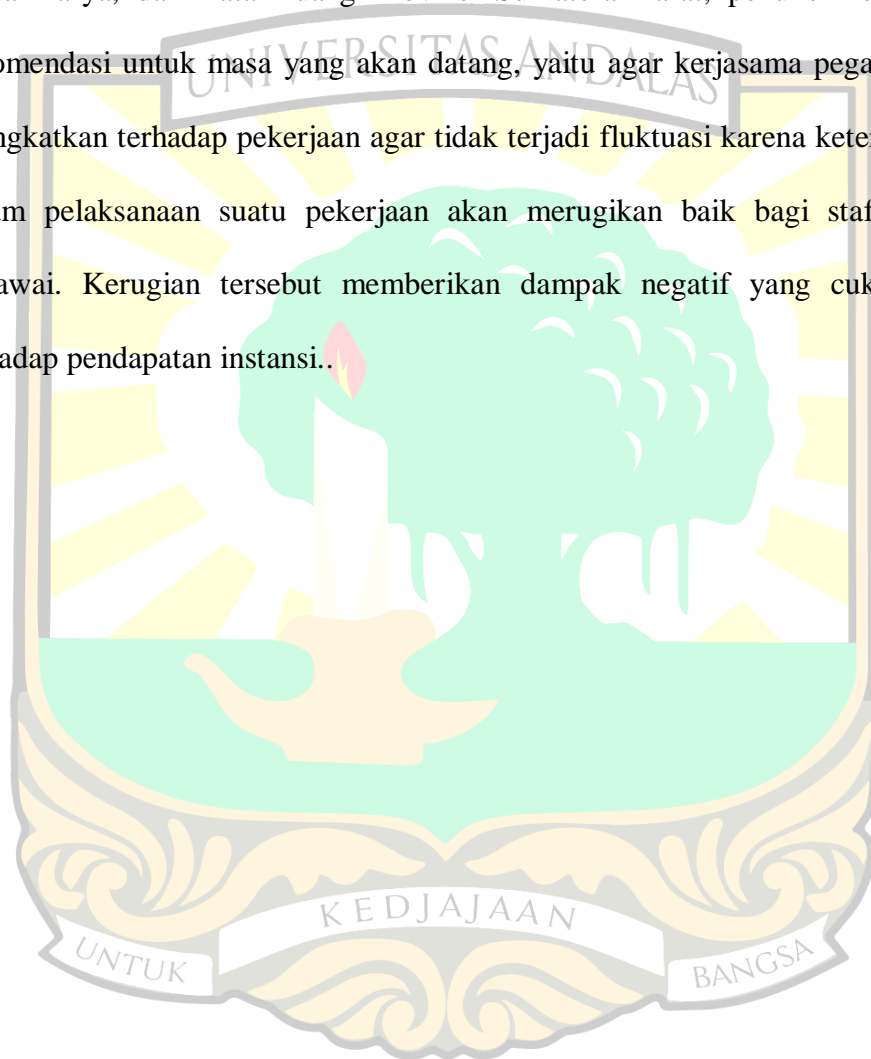 UNIVERSITAS ANDALAS
omendasi untuk masa yang akan datang, yaitu agar kerjasama pega
ngkatkan terhadap pekerjaan agar tidak terjadi fluktuasi karena keter
m pelaksanaan suatu pekerjaan akan merugikan baik bagi staf
awai. Kerugian tersebut memberikan dampak negatif yang cuk
adap pendapatan instansi..
KEDJAJAAN
UNTUK
BANGSA